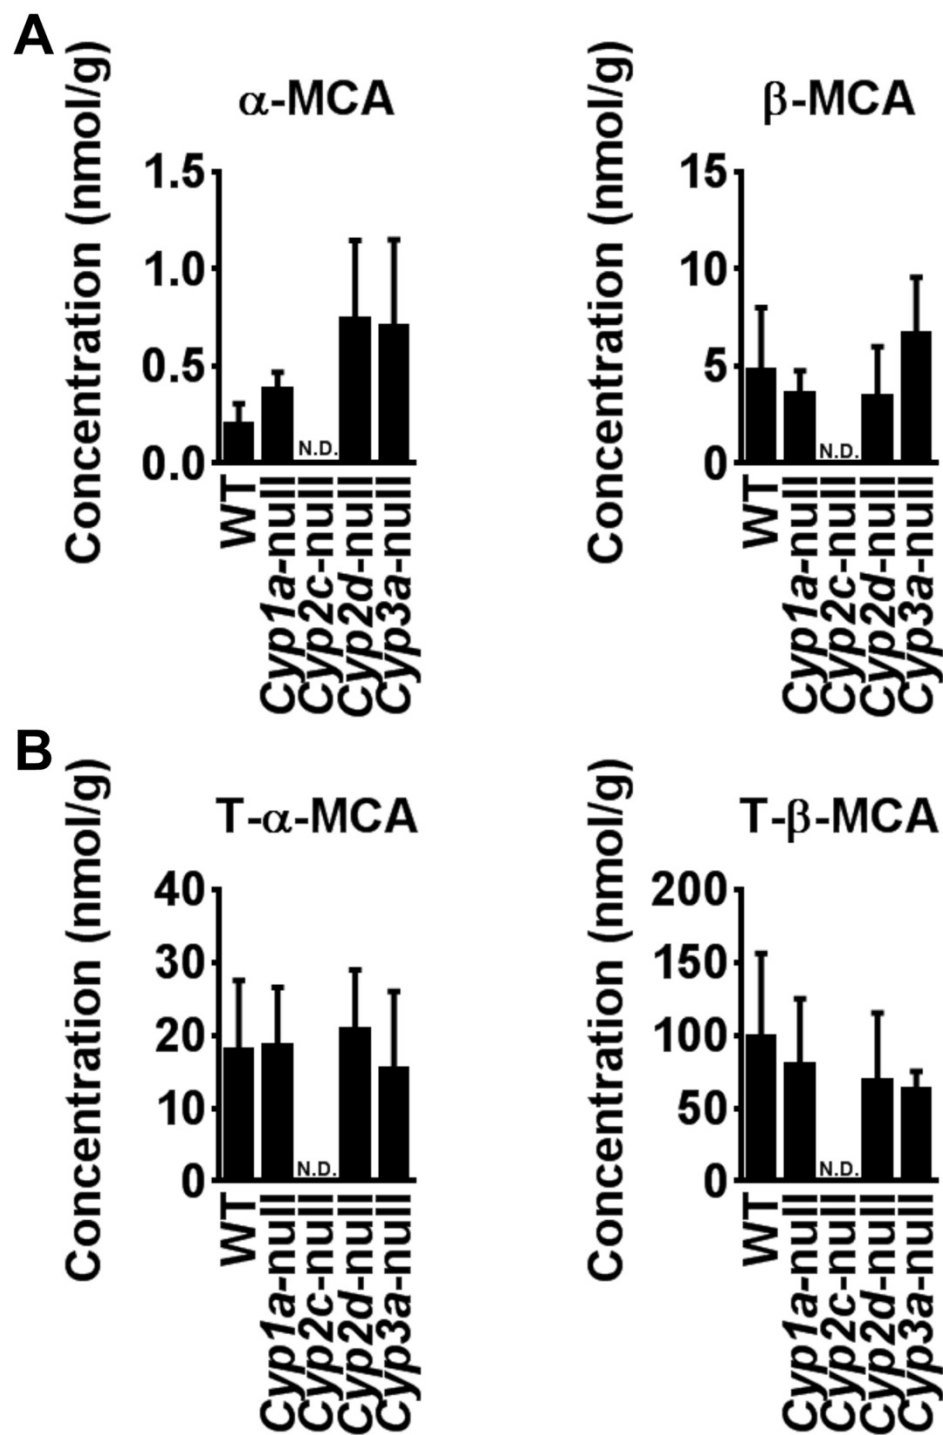 A
α-MCA
Concentration (nmol/g)
1.5
1.0
0.5
0.0
N.D.
WT
Cyp1a-null
Cyp2c-null
Cyp2d-null
Cyp3a-null
β-MCA
Concentration (nmol/g)
15
10
5
0
N.D.
WT
Cyp1a-null
Cyp2c-null
Cyp2d-null
Cyp3a-null
B
T-α-MCA
Concentration (nmol/g)
40
30
20
10
0
N.D.
WT
Cyp1a-null
Cyp2c-null
Cyp2d-null
Cyp3a-null
T-β-MCA
Concentration (nmol/g)
200
150
100
50
0
N.D.
WT
Cyp1a-null
Cyp2c-null
Cyp2d-null
Cyp3a-null